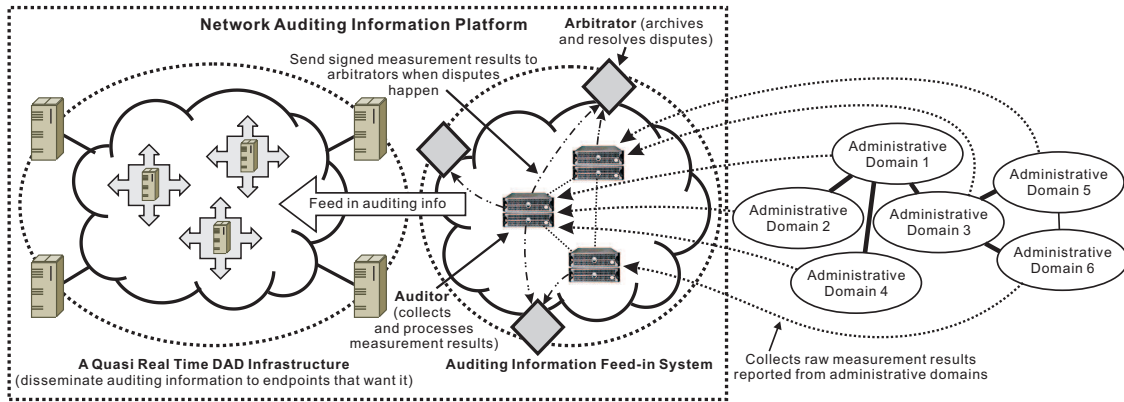 Network Auditing Information Platform
Arbitrator (archives
and resolves disputes)
Send signed measurement results to
arbitrators when disputes
happen
Feed in auditing info
Auditor
(collects
and processes
measurement results)
A Quasi Real Time DAD Infrastructure
(disseminate auditing information to endpoints that want it)
Auditing Information Feed-in System
Administrative
Domain 1
Administrative
Domain 2
Administrative
Domain 3
Administrative
Domain 4
Administrative
Domain 5
Administrative
Domain 6
Collects raw measurement results
reported from administrative domains